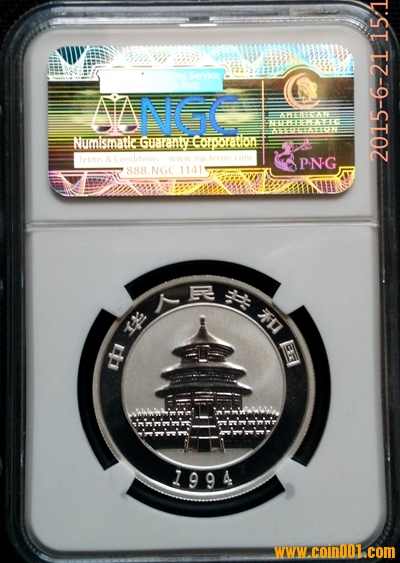 2015-6-21 15:1
NGC
Numismatic Guaranty Corporation
Terms & Conditions www.ngcterms.com
888.NGC.1141
AMERICAN
NUMISMATIC
ASSOCIATION
PNG
中华人民共和国
1994
www.coin001.com